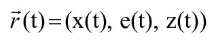 r⃗(t)=(x(t), e(t), z(t))